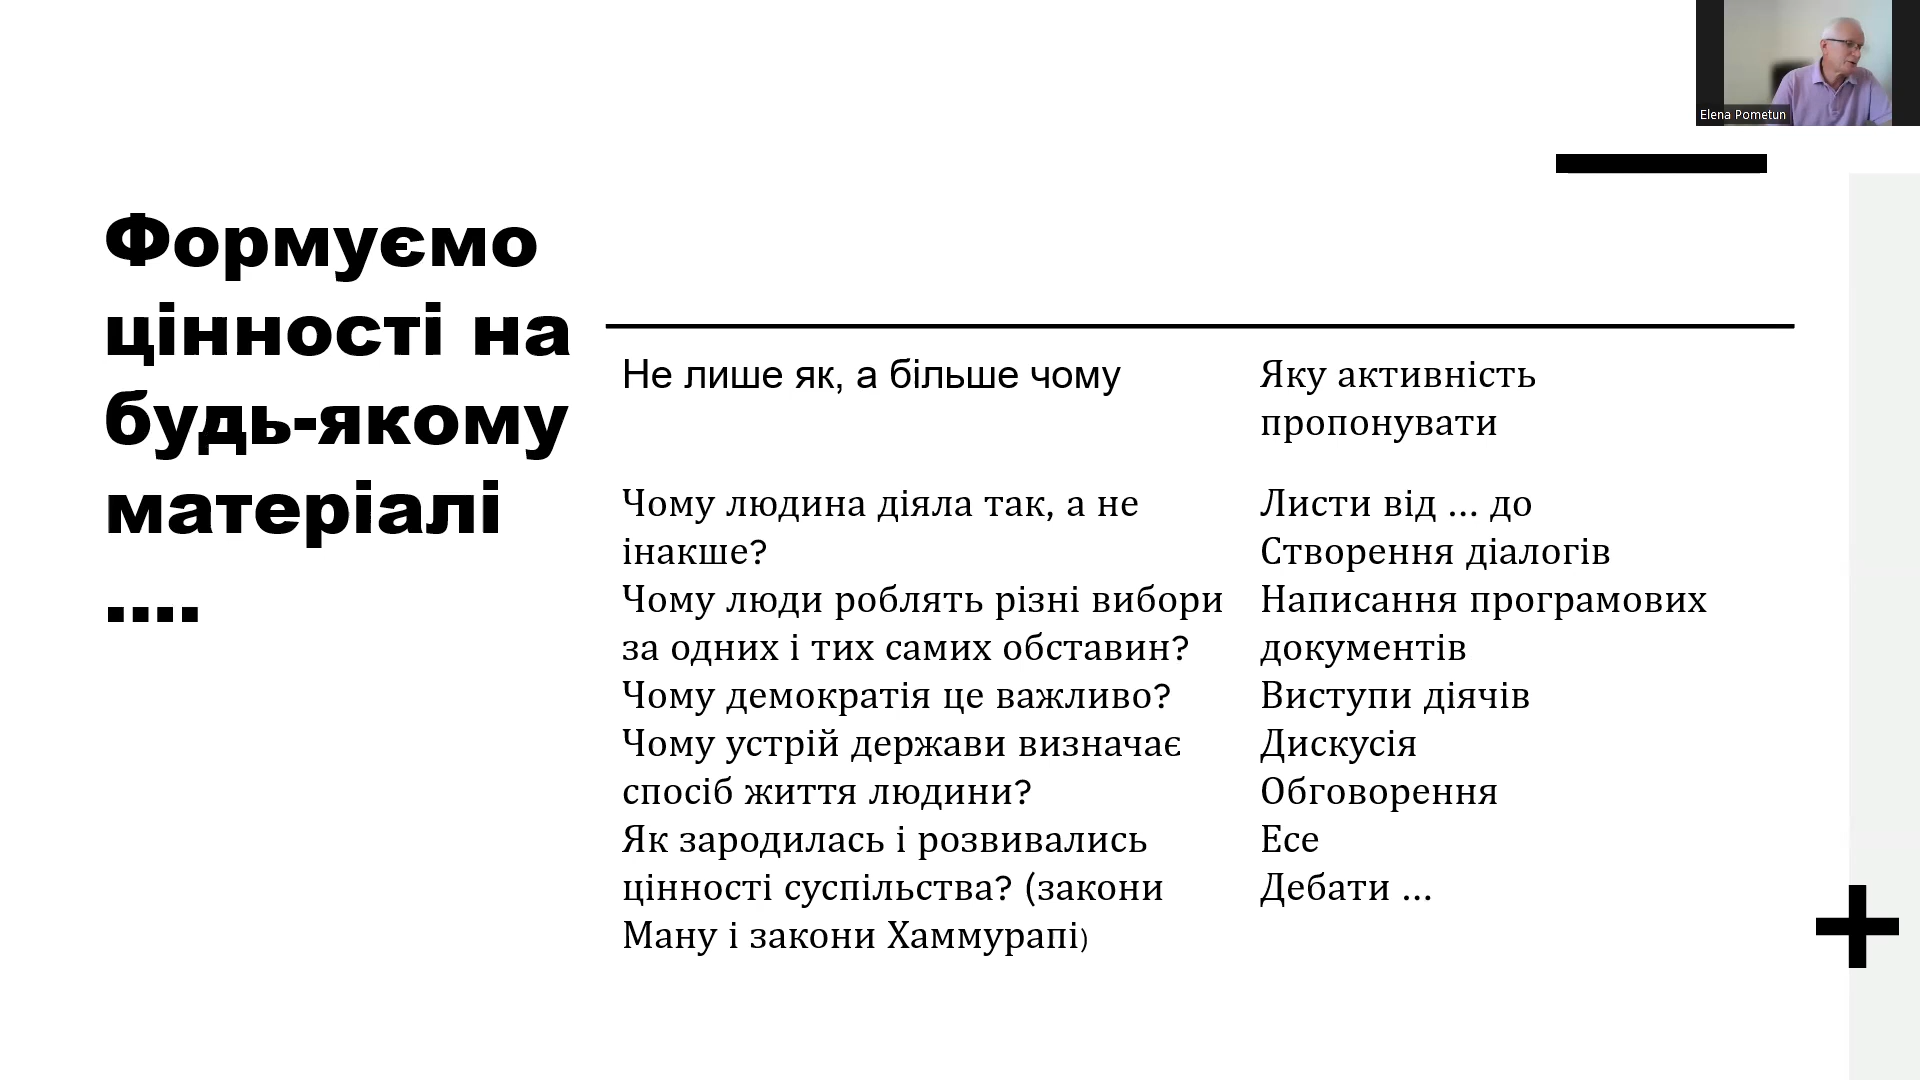 Elena Pometun
Формуємо
цінності на
будь-якому
матеріалі
....
Не лише як, а більше чому
Яку активність
пропонувати
Чому людина діяла так, а не
інакше?
Чому люди роблять різні вибори
за одних і тих самих обставин?
Чому демократія це важливо?
Чому устрій держави визначає
спосіб життя людини?
Як зародилась і розвивались
цінності суспільства? (закони
Ману і закони Хаммурапі)
Листи від ... до
Створення діалогів
Написання програмових
документів
Виступи діячів
Дискусія
Обговорення
Есе
Дебати ...